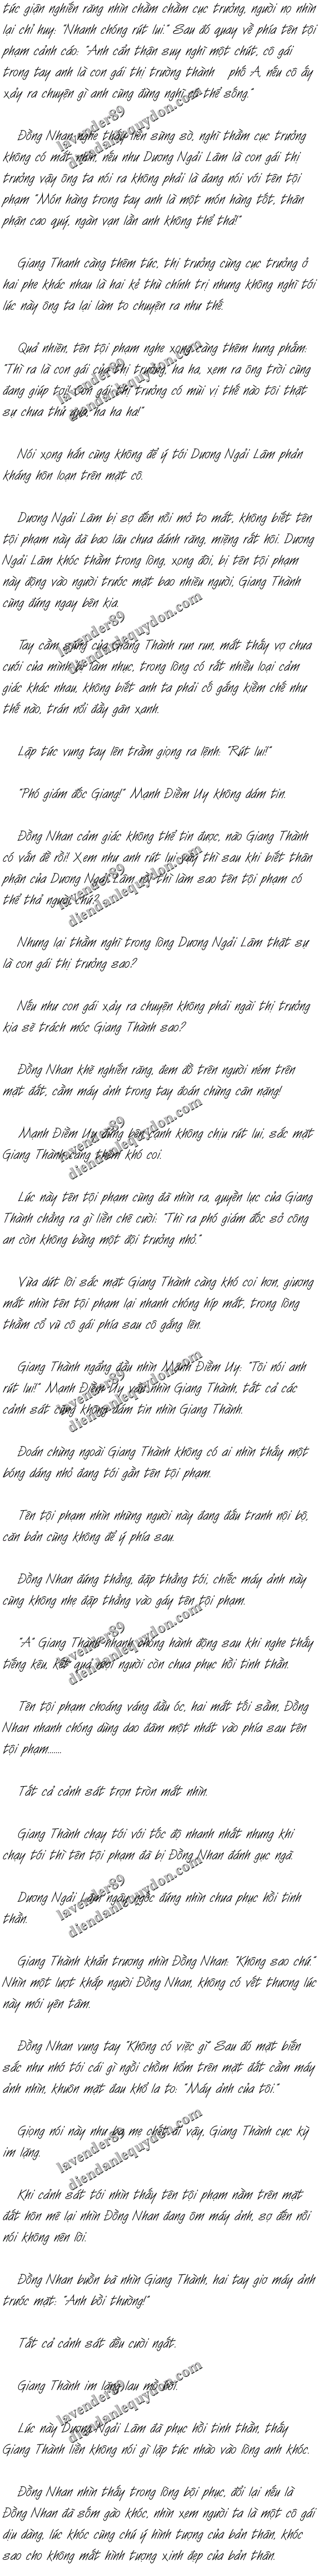 tức giận nghiến răng nhìn chằm chằm cục trưởng, người nọ nhìn
lại chỉ huy: "Nhanh chóng rút lui." Sau đó quay về phía tên tội
phạm cảnh cáo: "Anh cẩn thận suy nghĩ một chút, cô gái
trong tay anh là con gái thị trưởng thành phố A, nếu cô ấy
xảy ra chuyện gì anh cũng đừng nghĩ có thể sống."
Đồng Nhan nghe thấy liền sững sờ, nghĩ thầm cục trưởng
không có mắt nhìn, nếu như Dương Ngải Lâm là con gái thị
trưởng vậy ông ta nói ra không phải là đang nói với tên tội
phạm "Món hàng trong tay anh là một món hàng tốt, thân
phận cao quý, ngàn vạn lần anh không thể thả!"
Giang Thanh càng thêm tức, thị trưởng cùng cục trưởng ở
hai phe khác nhau là hai kẻ thù chính trị nhưng không nghĩ tới
lúc này ông ta lại làm to chuyện ra như thế.
Quả nhiên, tên tội phạm nghe xong càng thêm hưng phấn:
"Thì ra là con gái của thị trưởng, ha ha, xem ra ông trời cũng
đang giúp tôi! con gái thị trưởng có mùi vị thế nào tôi thật
sự chưa thử qua, ha ha ha!"
Nói xong hắn cũng không để ý tới Dương Ngải Lâm phản
kháng hôn loạn trên mặt cô.
Dương Ngải Lâm bị sợ đến nỗi mở to mắt, không biết tên
tội phạm này đã bao lâu chưa đánh răng, miệng rất hôi. Dương
Ngải Lâm khóc thầm trong lòng, xong đời, bị tên tội phạm
này động vào người trước mặt bao nhiêu người, Giang Thành
cũng đứng ngay bên kia.
Tay cầm súng của Giang Thành run run, mắt thấy vợ chưa
cưới của mình bị làm nhục, trong lòng có rất nhiều loại cảm
giác khác nhau, không biết anh ta phải cố gắng kiềm chế như
thế nào, trán nổi đầy gân xanh.
Lập tức vung tay lên trầm giọng ra lệnh: "Rút lui!"
"Phó giám đốc Giang!" Mạnh Điềm Uy không dám tin.
Đồng Nhan cảm giác không thể tin được, não Giang Thành
có vấn đề rồi! Xem như anh rút lui vậy thì sau khi biết thân
phận của Dương Ngải Lâm rồi thì làm sao tên tội phạm có
thể thả người chứ?
Nhưng lại thầm nghĩ trong lòng Dương Ngải Lâm thật sự
là con gái thị trưởng sao?
Nếu như con gái xảy ra chuyện không phải ngài thị trưởng
kia sẽ trách móc Giang Thành sao?
Đồng Nhan khẽ nghiến răng, đem đồ trên người ném trên
mặt đất, cầm máy ảnh trong tay đoán chừng cân nặng!
Mạnh Điềm Uy đứng bên cạnh không chịu rút lui, sắc mặt
Giang Thành càng thêm khó coi.
Lúc này tên tội phạm cũng đã nhìn ra, quyền lực của Giang
Thành chẳng ra gì liền chê cười: "Thì ra phó giám đốc sở công
an còn không bằng một đội trưởng nhỏ."
Vừa dứt lời sắc mặt Giang Thành càng khó coi hơn, giương
mắt nhìn tên tội phạm lại nhanh chóng híp mắt, trong lòng
thầm cổ vũ cô gái phía sau cố gắng lên.
Giang Thành ngẩng đầu nhìn Mạnh Điềm Uy: "Tôi nói anh
rút lui!" Mạnh Điềm Uy vẫn nhìn Giang Thành, tất cả các
cảnh sát cũng không dám tin nhìn Giang Thành.
Đoán chừng ngoài Giang Thành không có ai nhìn thấy một
bóng dáng nhỏ đang tới gần tên tội phạm.
Tên tội phạm nhìn những người này đang đấu tranh nội bộ,
căn bản cũng không để ý phía sau.
Đồng Nhan đứng thẳng, đập thẳng tới, chiếc máy ảnh này
cũng không nhẹ đập thẳng vào gáy tên tội phạm.
"A" Giang Thành nhanh chóng hành động sau khi nghe thấy
tiếng kêu, kết quả mọi người còn chưa phục hồi tinh thần.
Tên tội phạm choáng váng đầu óc, hai mắt tối sầm, Đồng
Nhan nhanh chóng dùng dao đâm một nhát vào phía sau tên
tội phạm.......
Tất cả cảnh sát trợn tròn mắt nhìn.
Giang Thành chạy tới với tốc độ nhanh nhất nhưng khi
chạy tới thì tên tội phạm đã bị Đồng Nhan đánh gục ngã.
Dương Ngải Lâm ngây ngốc đứng nhìn chưa phục hồi tinh
thần.
Giang Thành khẩn trương nhìn Đồng Nhan: "Không sao chứ."
Nhìn một lượt khắp người Đồng Nhan, không có vết thương lúc
này mới yên tâm.
Đồng Nhan vung tay "Không có việc gì" Sau đó mặt biến
sắc như nhớ tới cái gì ngồi chồm hổm trên mặt đất cầm máy
ảnh nhìn, khuôn mặt đau khổ la to: "Máy ảnh của tôi."
Giọng nói này như ba mẹ chết đi vậy, Giang Thành cực kỳ
im lặng.
Khi cảnh sát tới nhìn thấy tên tội phạm nằm trên mặt
đất hôn mê lại nhìn Đồng Nhan đang ôm máy ảnh, sợ đến nỗi
nói không nên lời.
Đồng Nhan buồn bã nhìn Giang Thành, hai tay giơ máy ảnh
trước mặt: "Anh bồi thường!"
Tất cả cảnh sát đều cười ngất.
Giang Thành im lặng lau mồ hôi.
Lúc này Dương Ngải Lâm đã phục hồi tinh thần, thấy
Giang Thành liền không nói gì lập tức nhào vào lòng anh khóc.
Đồng Nhan nhìn thấy trong lòng bội phục, đổi lại nếu là
Đồng Nhan đã sớm gào khóc, nhìn xem người ta là một cô gái
dịu dàng, lúc khóc cũng chú ý hình tượng của bản thân, khóc
sao cho không mất hình tượng xinh đẹp của bản thân.
lavender89
diendanlequydon.com